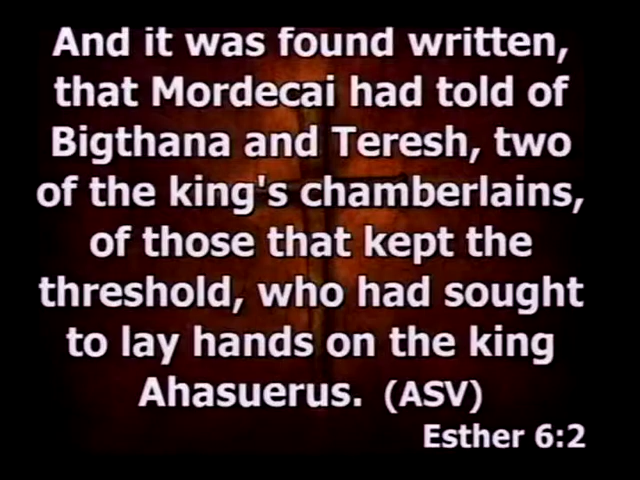 And it was found written,
that Mordecai had told of
Bigthana and Teresh, two
of the king's chamberlains,
of those that kept the
threshold, who had sought
to lay hands on the king
Ahasuerus. (ASV)
Esther 6:2